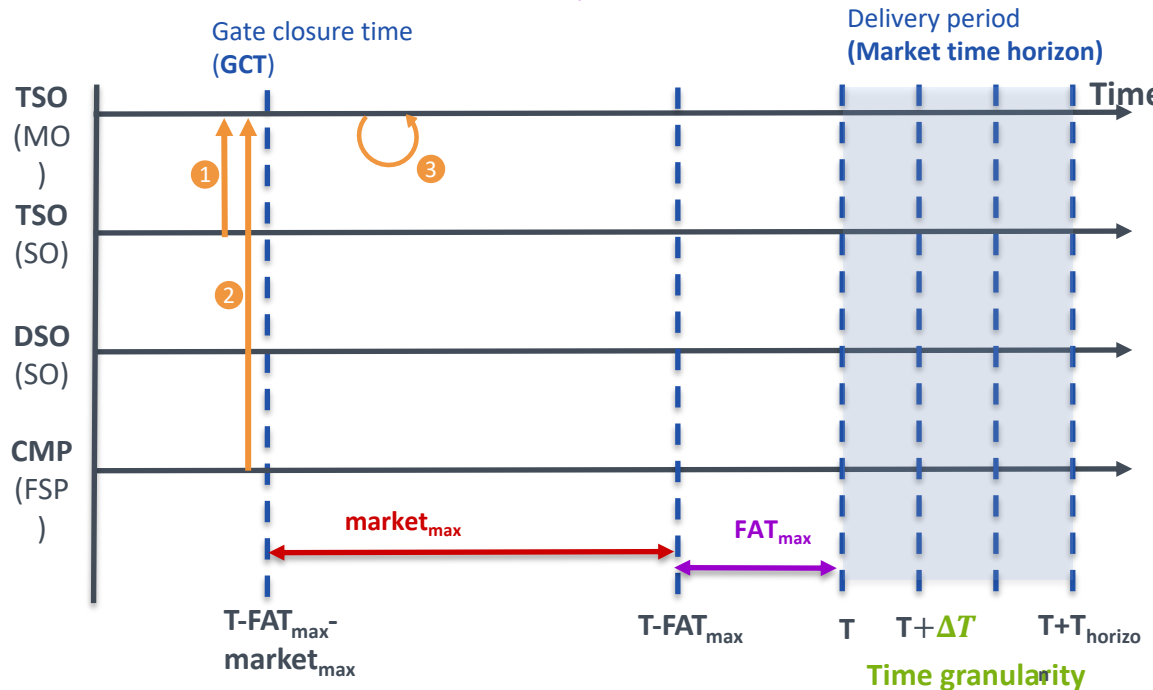 Gate closure time
(GCT)
Delivery period
(Market time horizon)
TSO
(MO
)
Time
1
3
TSO
(SO)
2
DSO
(SO)
CMP
(FSP
)
market_max
FAT_max
T-FAT_max-
market_max
T-FAT_max
T
T+ΔT
T+T_horizo
n
Time granularity